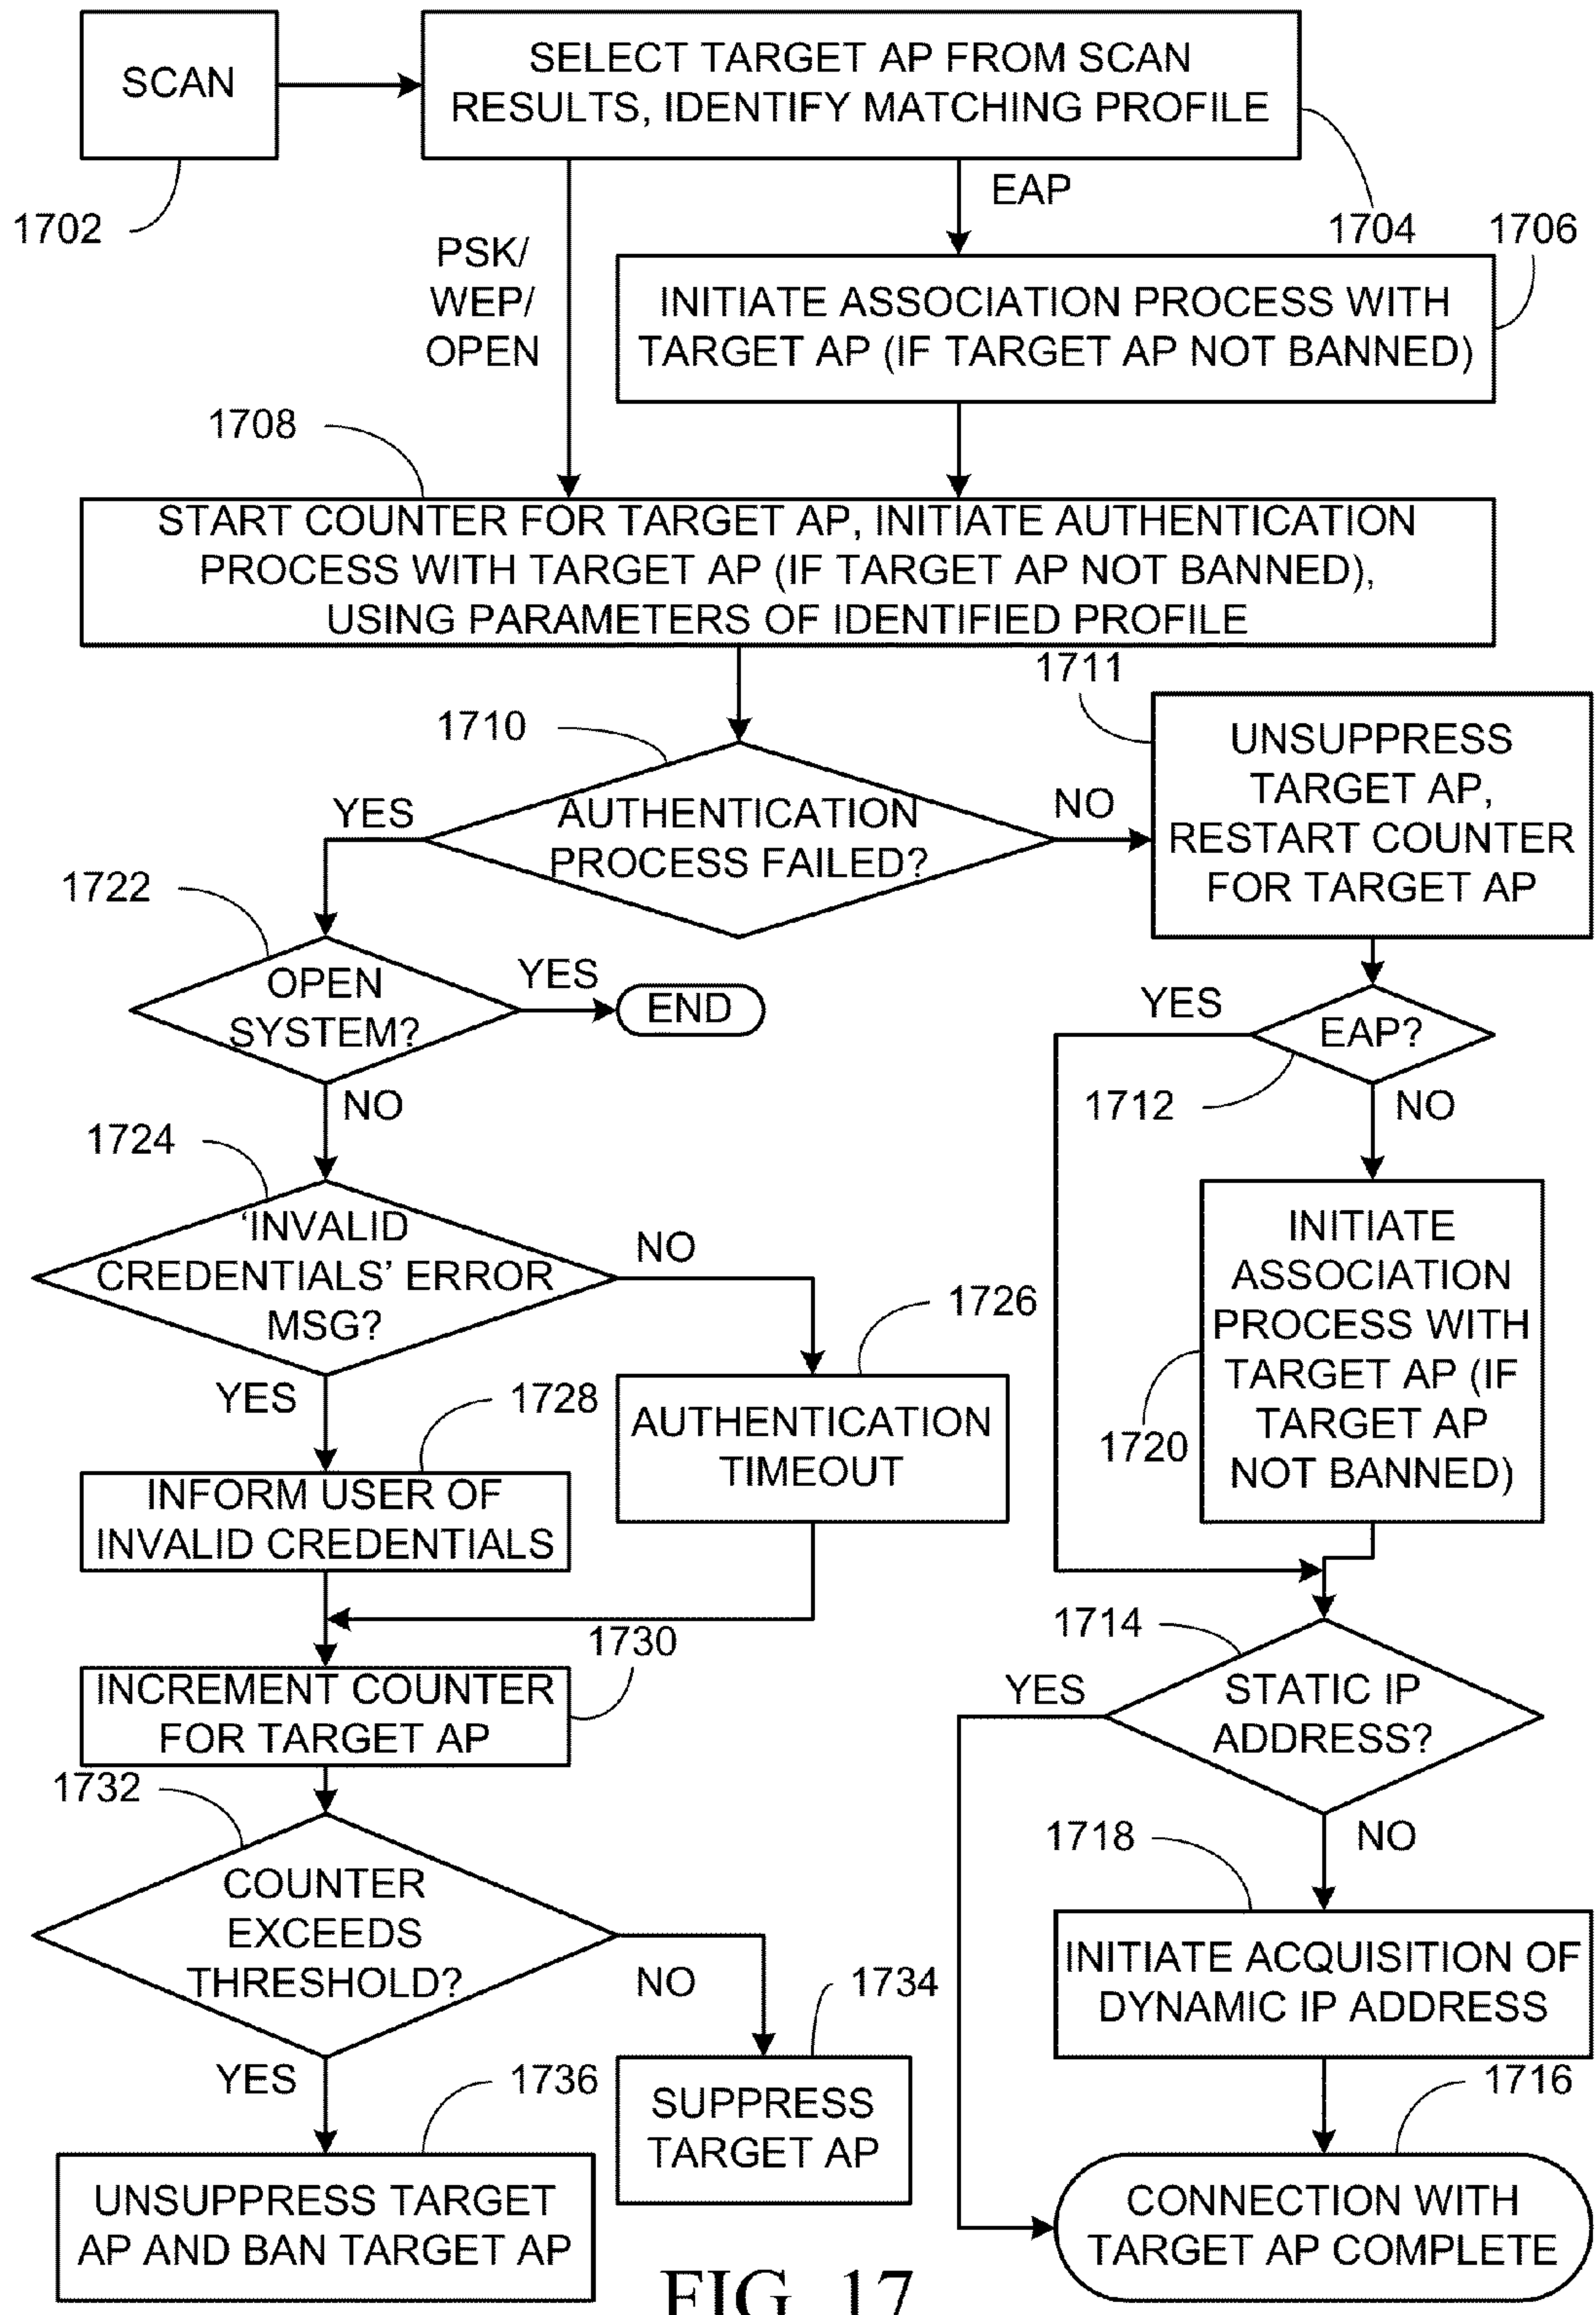 SCAN
SELECT TARGET AP FROM SCAN
RESULTS, IDENTIFY MATCHING PROFILE
1702
EAP
1704
1706
PSK/
WEP/
OPEN
INITIATE ASSOCIATION PROCESS WITH
TARGET AP (IF TARGET AP NOT BANNED)
1708
START COUNTER FOR TARGET AP, INITIATE AUTHENTICATION
PROCESS WITH TARGET AP (IF TARGET AP NOT BANNED),
USING PARAMETERS OF IDENTIFIED PROFILE
1711
1710
YES
AUTHENTICATION
PROCESS FAILED?
NO
UNSUPPRESS
TARGET AP,
RESTART COUNTER
FOR TARGET AP
1722
OPEN
SYSTEM?
YES
END
YES
EAP?
NO
1712
NO
1724
'INVALID
CREDENTIALS' ERROR
MSG?
NO
1726
INITIATE
ASSOCIATION
PROCESS WITH
TARGET AP (IF
TARGET AP
NOT BANNED)
1720
YES
1728
AUTHENTICATION
TIMEOUT
INFORM USER OF
INVALID CREDENTIALS
1714
1730
YES
STATIC IP
ADDRESS?
INCREMENT COUNTER
FOR TARGET AP
1732
1718
NO
COUNTER
EXCEEDS
THRESHOLD?
NO
1734
INITIATE ACQUISITION OF
DYNAMIC IP ADDRESS
YES
1736
SUPPRESS
TARGET AP
1716
UNSUPPRESS TARGET
AP AND BAN TARGET AP
CONNECTION WITH
TARGET AP COMPLETE
FIG. 17